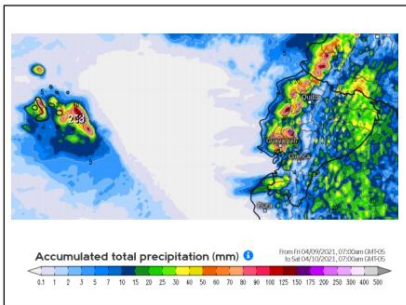 Quito
Accumulated total precipitation (mm)
From Fri 04/09/2021, 07:00am GMT-05
to Sat 04/10/2021, 07:00am GMT-05
0.1 1 2 3 5 7 10 15 20 25 30 40 50 60 70 80 90 100 125 150 175 200 250 300 400 500